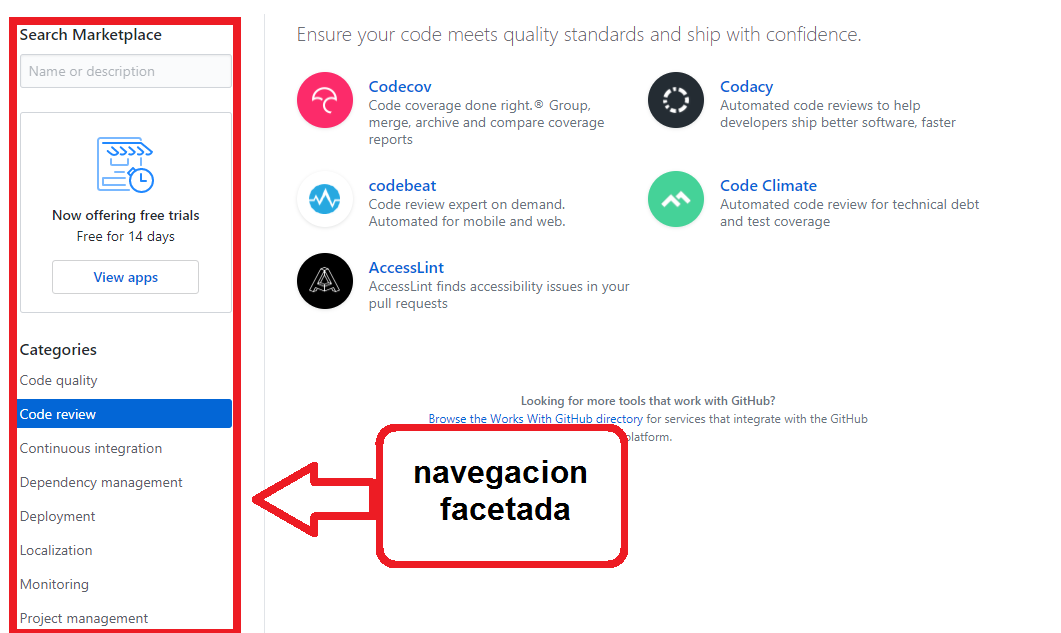 Search Marketplace
Name or description
Now offering free trials
Free for 14 days
View apps
Categories
Code quality
Code review
Continuous integration
Dependency management
Deployment
Localization
Monitoring
Project management
Ensure your code meets quality standards and ship with confidence.
Codecov
Code coverage done right.® Group,
merge, archive and compare coverage
reports
Codacy
Automated code reviews to help
developers ship better software, faster
codebeat
Code review expert on demand.
Automated for mobile and web.
Code Climate
Automated code review for technical debt
and test coverage
AccessLint
AccessLint finds accessibility issues in your
pull requests
Looking for more tools that work with GitHub?
Browse the Works With GitHub directory for services that integrate with the GitHub
platform.
navegacion
facetada